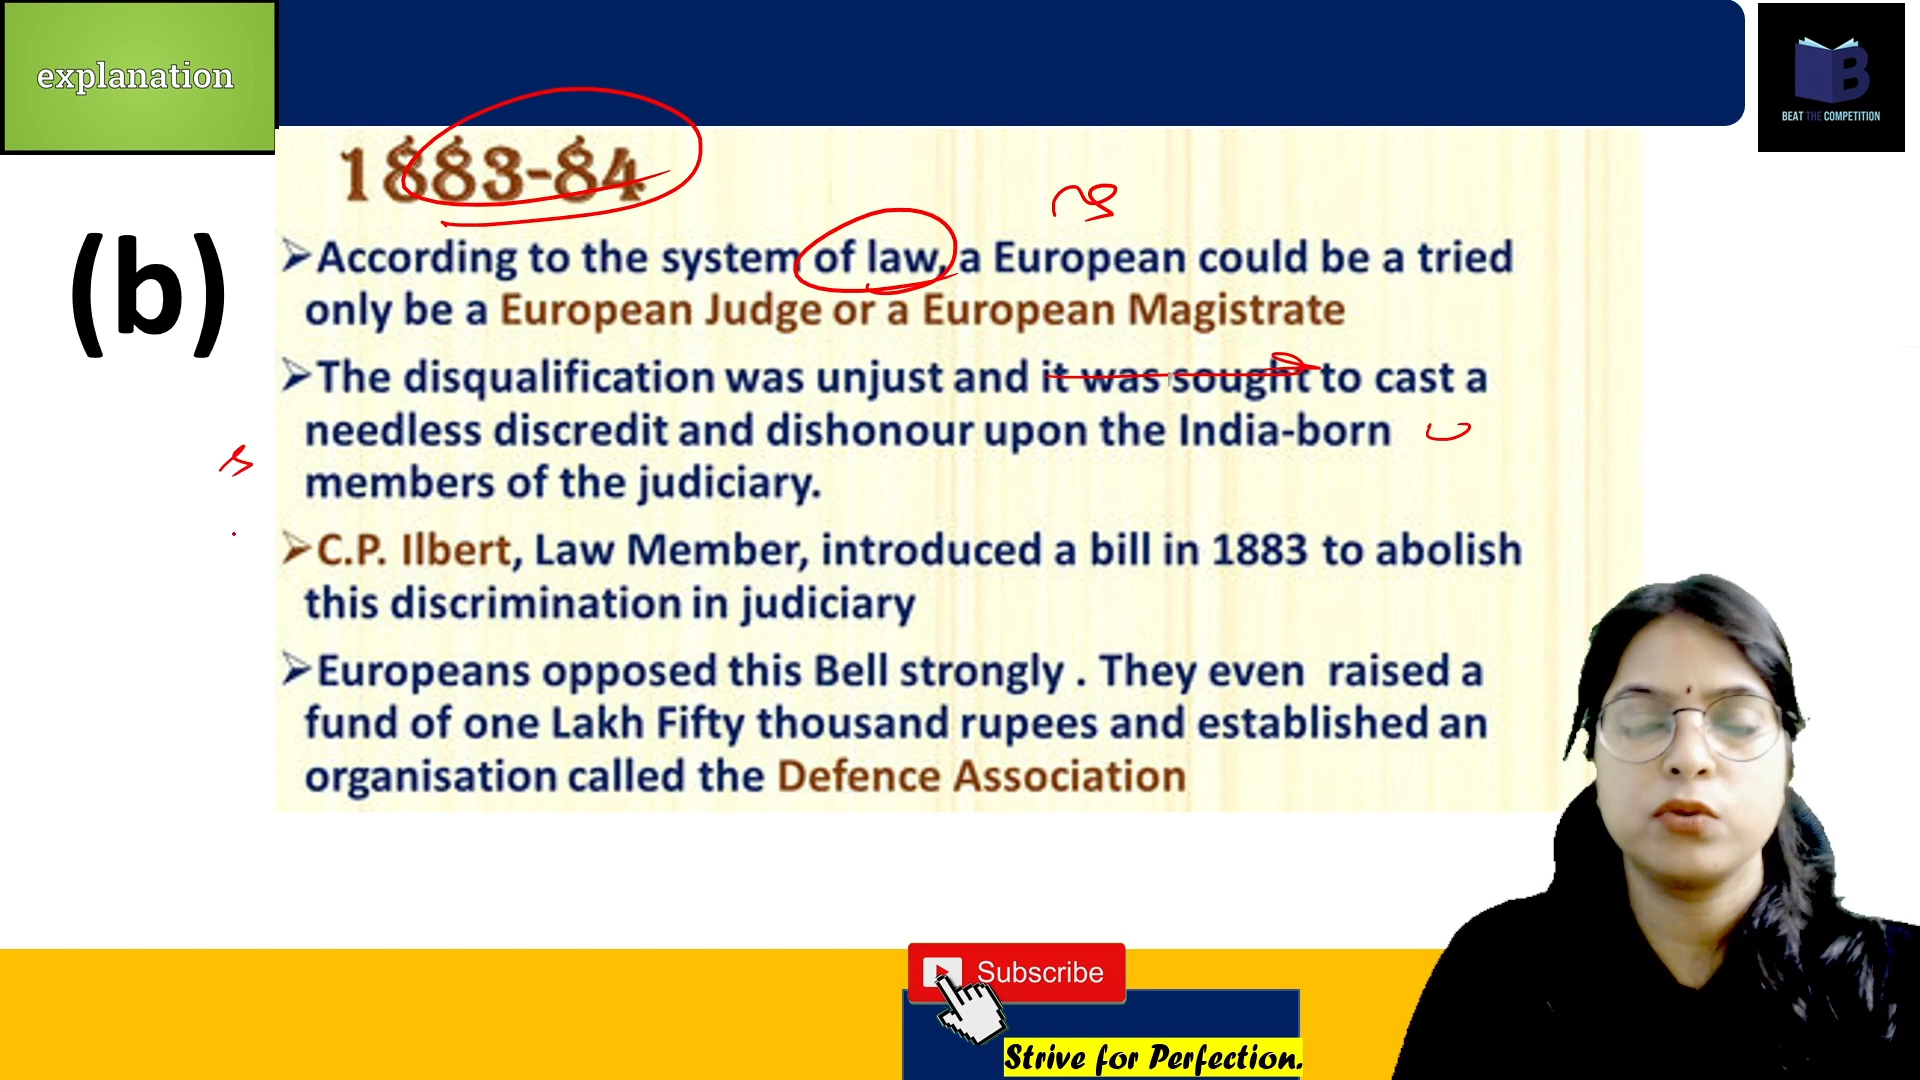 explanation
BEAT THE COMPETITION
1883-84
(b)
➢According to the system of law, a European could be a tried
only be a European Judge or a European Magistrate
➢The disqualification was unjust and it was sought to cast a
needless discredit and dishonour upon the India-born
members of the judiciary.
➢C.P. Ilbert, Law Member, introduced a bill in 1883 to abolish
this discrimination in judiciary
➢Europeans opposed this Bell strongly . They even raised a
fund of one Lakh Fifty thousand rupees and established an
organisation called the Defence Association
Subscribe
Strive for Perfection.